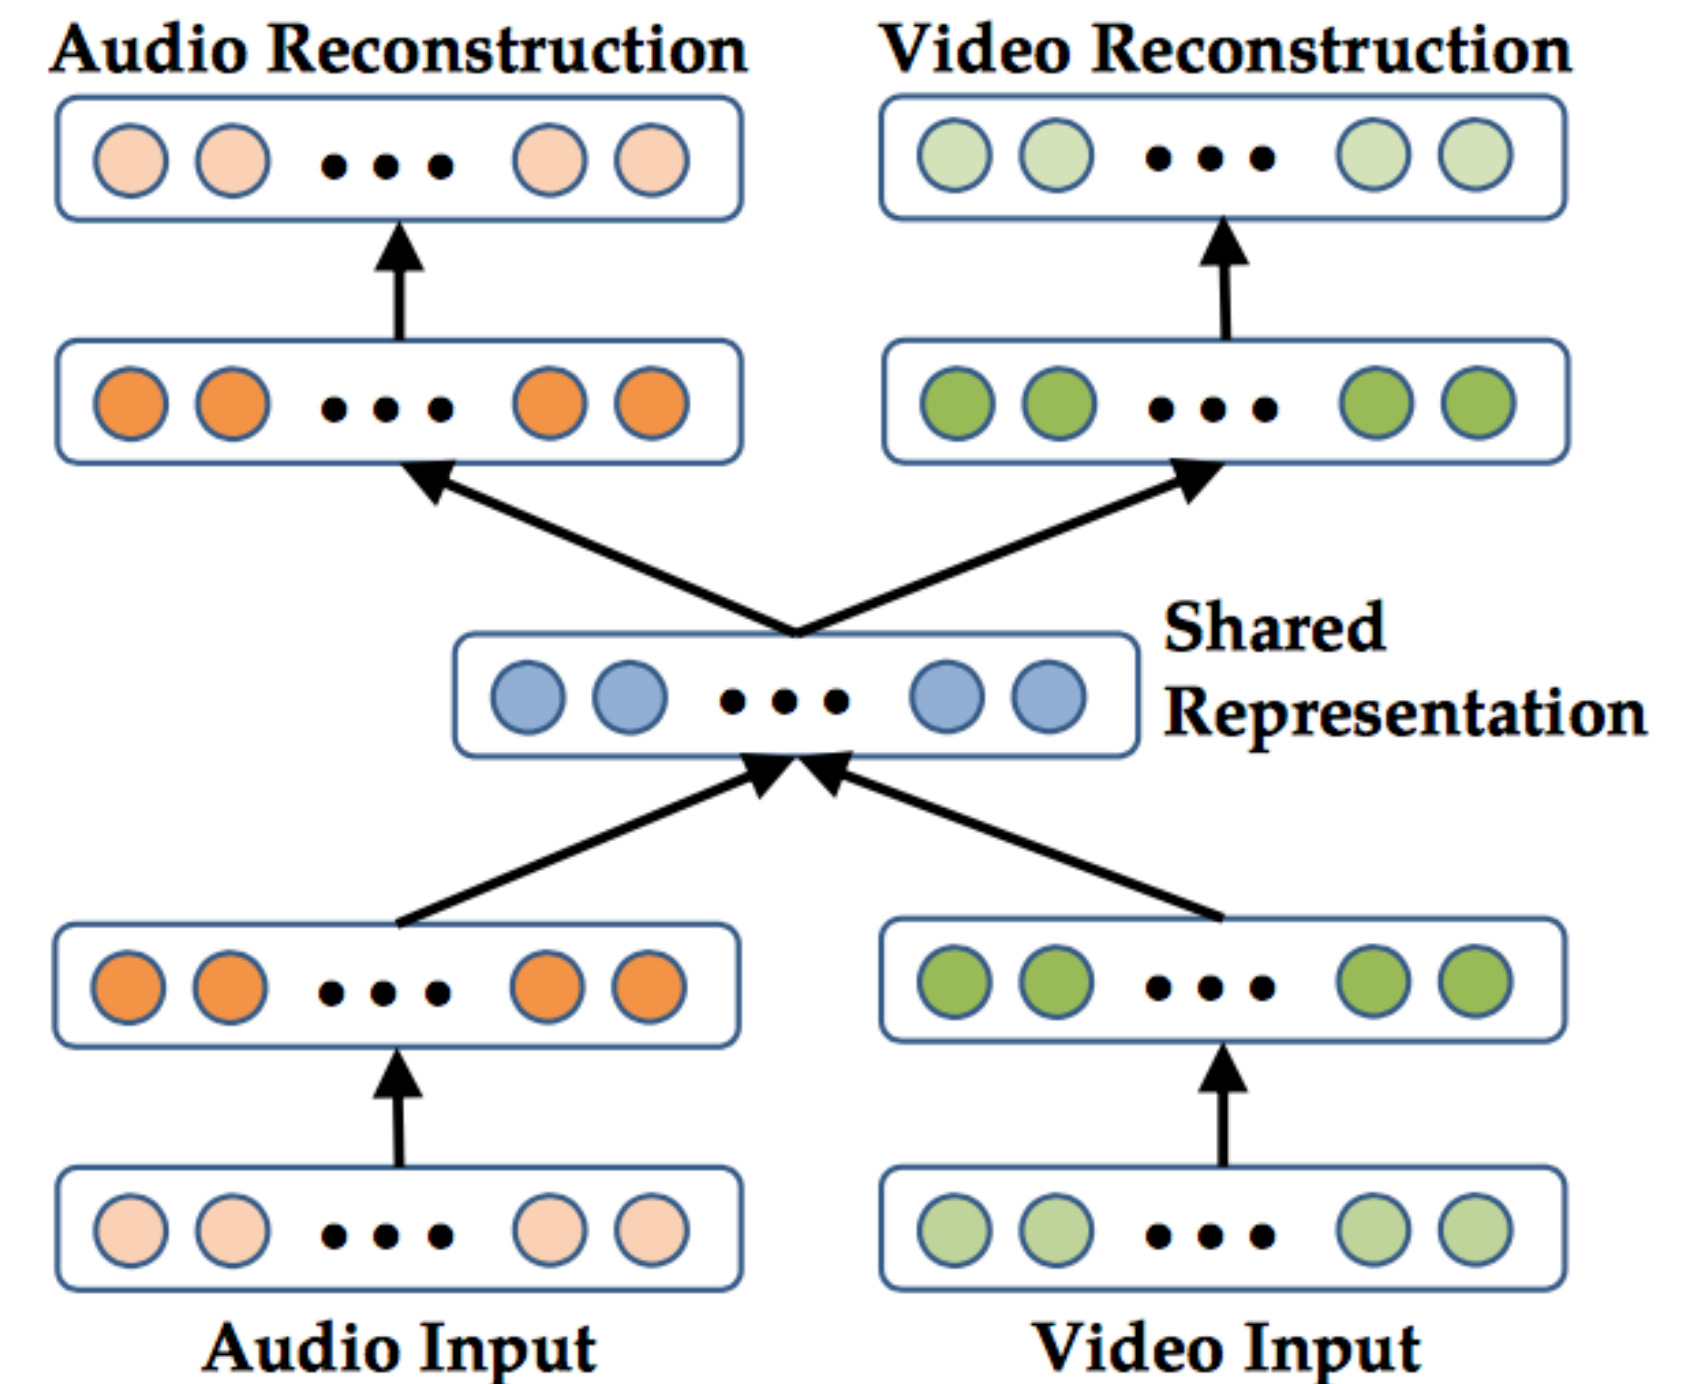 Audio Reconstruction
Video Reconstruction
Shared
Representation
Audio Input
Video Input